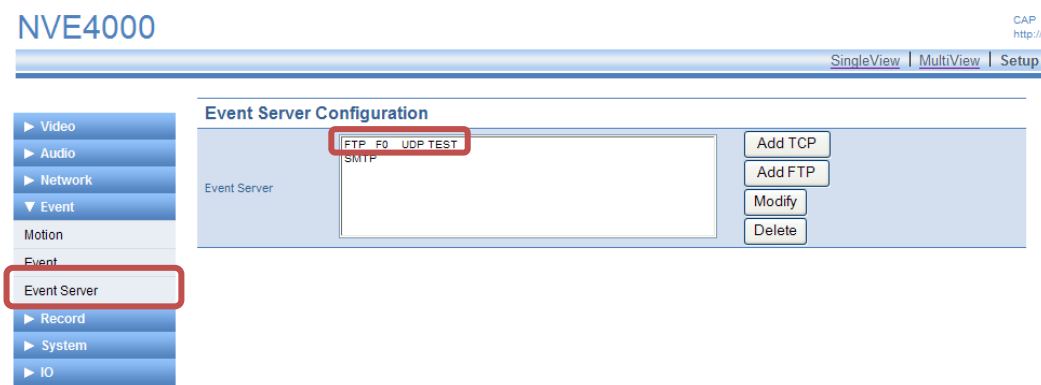 NVE4000
CAP
http://
SingleView | MultiView | Setup
▶ Video
▶ Audio
▶ Network
▼ Event
Motion
Event
Event Server
▶ Record
▶ System
▶ IO
Event Server Configuration
Event Server
FTP F0 UDP TEST
SMTP
Add TCP
Add FTP
Modify
Delete